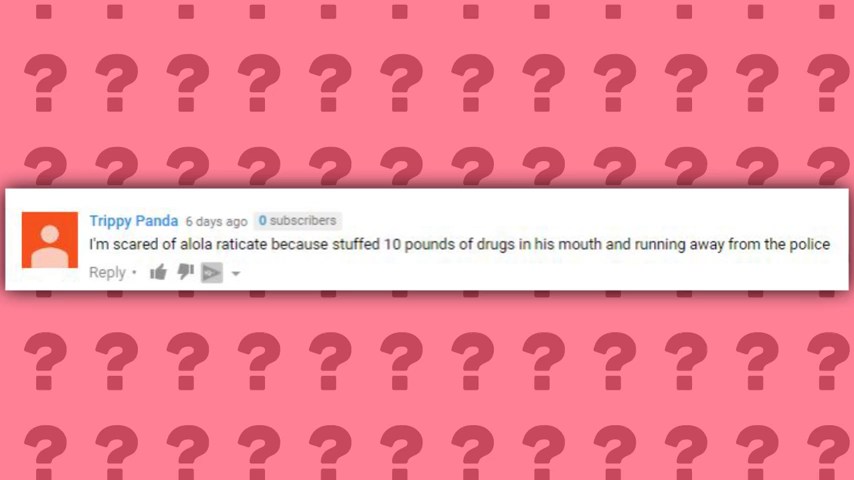 Trippy Panda 6 days ago 0 subscribers
I'm scared of alola raticate because stuffed 10 pounds of drugs in his mouth and running away from the police
Reply •